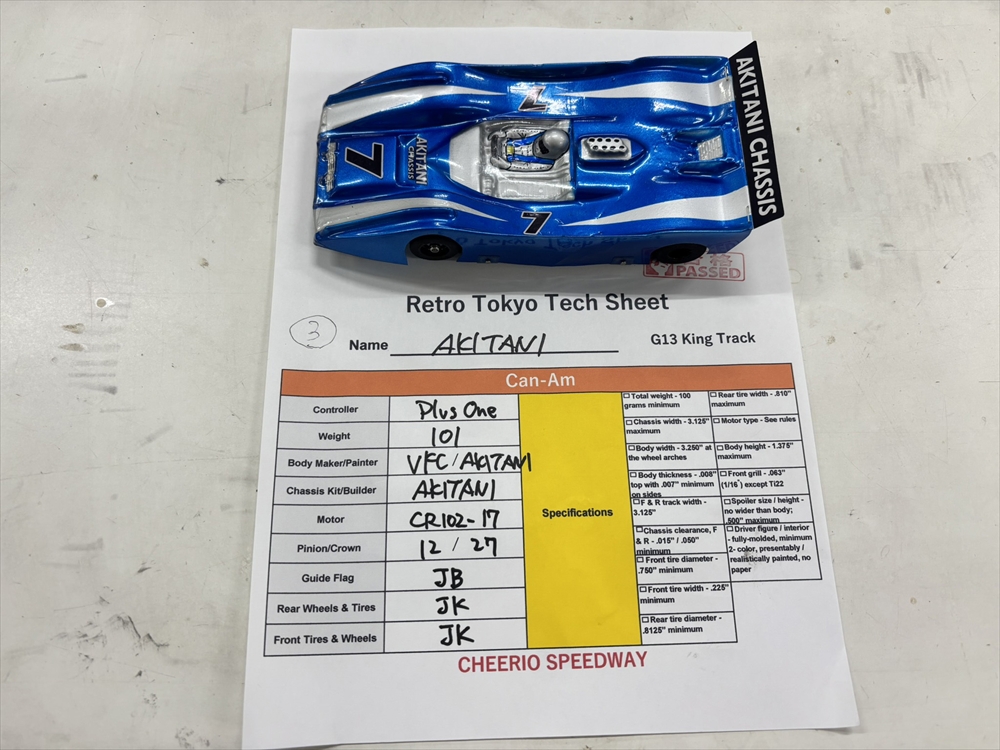 7
7
AKITANI
CHASSIS
7
AKITANI CHASSIS
PASSED
Retro Tokyo Tech Sheet
3
Name AKITANI G13 King Track
Can-Am
Controller Plus One
Weight 101
Body Maker/Painter VFC/AKITANI
Chassis Kit/Builder AKITANI
Motor CR102-17
Pinion/Crown 12 / 27
Guide Flag JB
Rear Wheels & Tires JK
Front Tires & Wheels JK
Specifications
Total weight - 100
grams minimum
Chassis width - 3.125"
maximum
Body width - 3.250" at
the wheel arches
Body thickness - .008"
top with .007" minimum
on sides
F & R track width -
3.125"
Chassis clearance, F
& R - .015" / .050"
minimum
Front tire diameter -
.750" minimum
Front tire width - .225"
minimum
Rear tire diameter -
.8125" minimum
Rear tire width - .810"
maximum
Motor type - See rules
Body height - 1.375"
maximum
Front grill - .063"
(1/16") except Ti22
Spoiler size / height -
no wider than body;
.500" maximum
Driver figure / interior
- fully-molded, minimum
2- color, presentably /
realistically painted, no
paper
CHEERIO SPEEDWAY